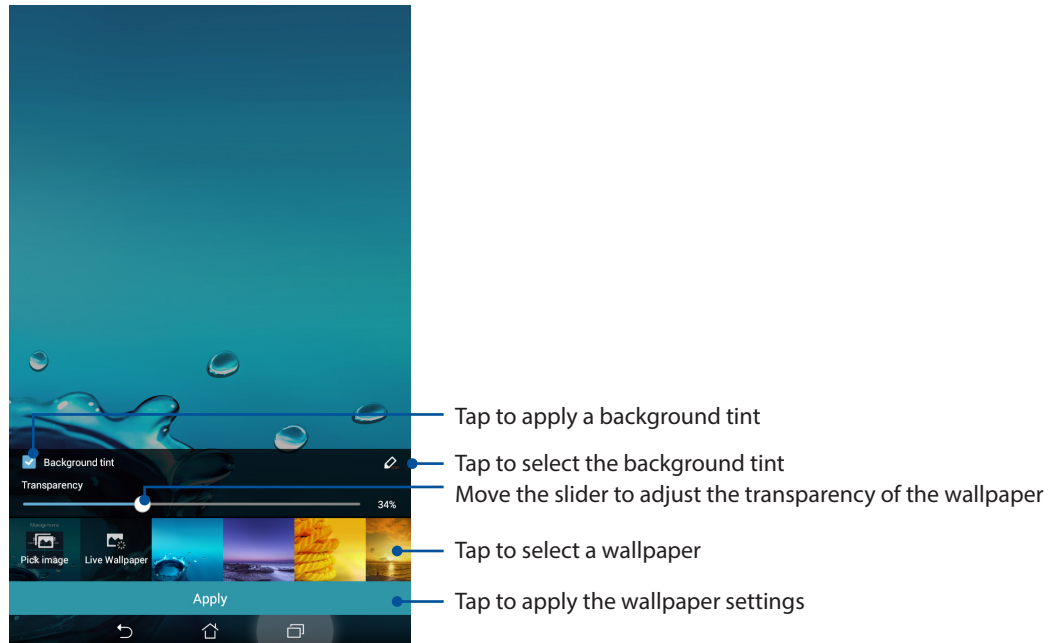 Tap to apply a background tint
Background tint
Tap to select the background tint
Transparency
Move the slider to adjust the transparency of the wallpaper
34%
Pick image
Live Wallpaper
Tap to select a wallpaper
Apply
Tap to apply the wallpaper settings